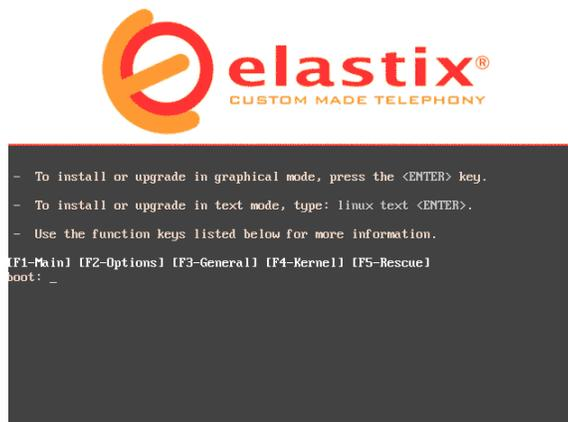 elastix®
CUSTOM MADE TELEPHONY
- To install or upgrade in graphical mode, press the <ENTER> key.
- To install or upgrade in text mode, type: linux text <ENTER>.
- Use the function keys listed below for more information.
[F1-Main] [F2-Options] [F3-General] [F4-Kernel] [F5-Rescue]
boot: _